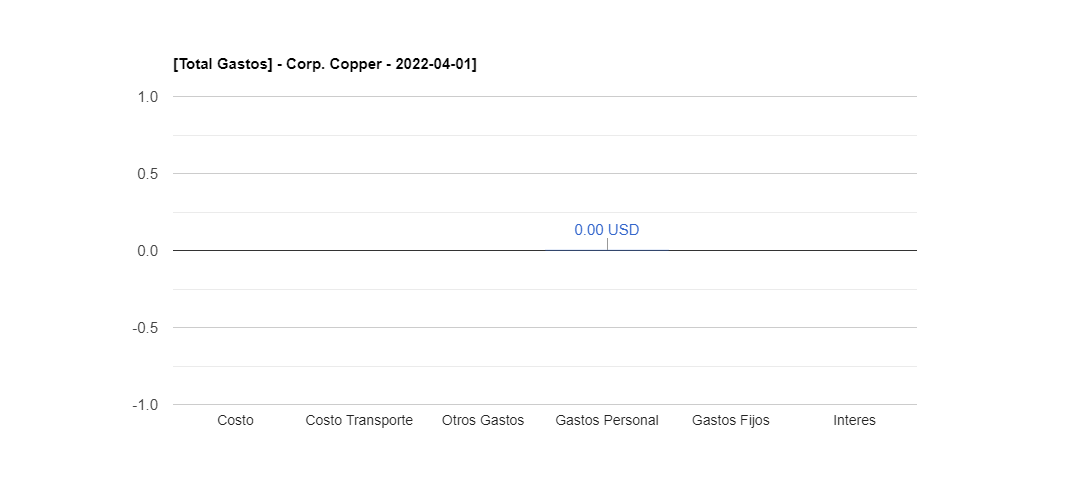 [Total Gastos] - Corp. Copper - 2022-04-01]
1.0
0.5
0.00 USD
0.0
-0.5
-1.0
Costo Costo Transporte Otros Gastos Gastos Personal Gastos Fijos Interes